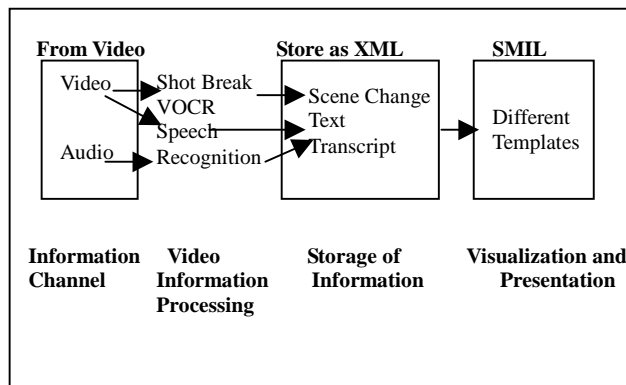 From Video
Store as XML
SMIL
Video
Audio
Shot Break
VOCR
Speech
Recognition
Scene Change
Text
Transcript
Different
Templates
Information
Channel
Video
Information
Processing
Storage of
Information
Visualization and
Presentation